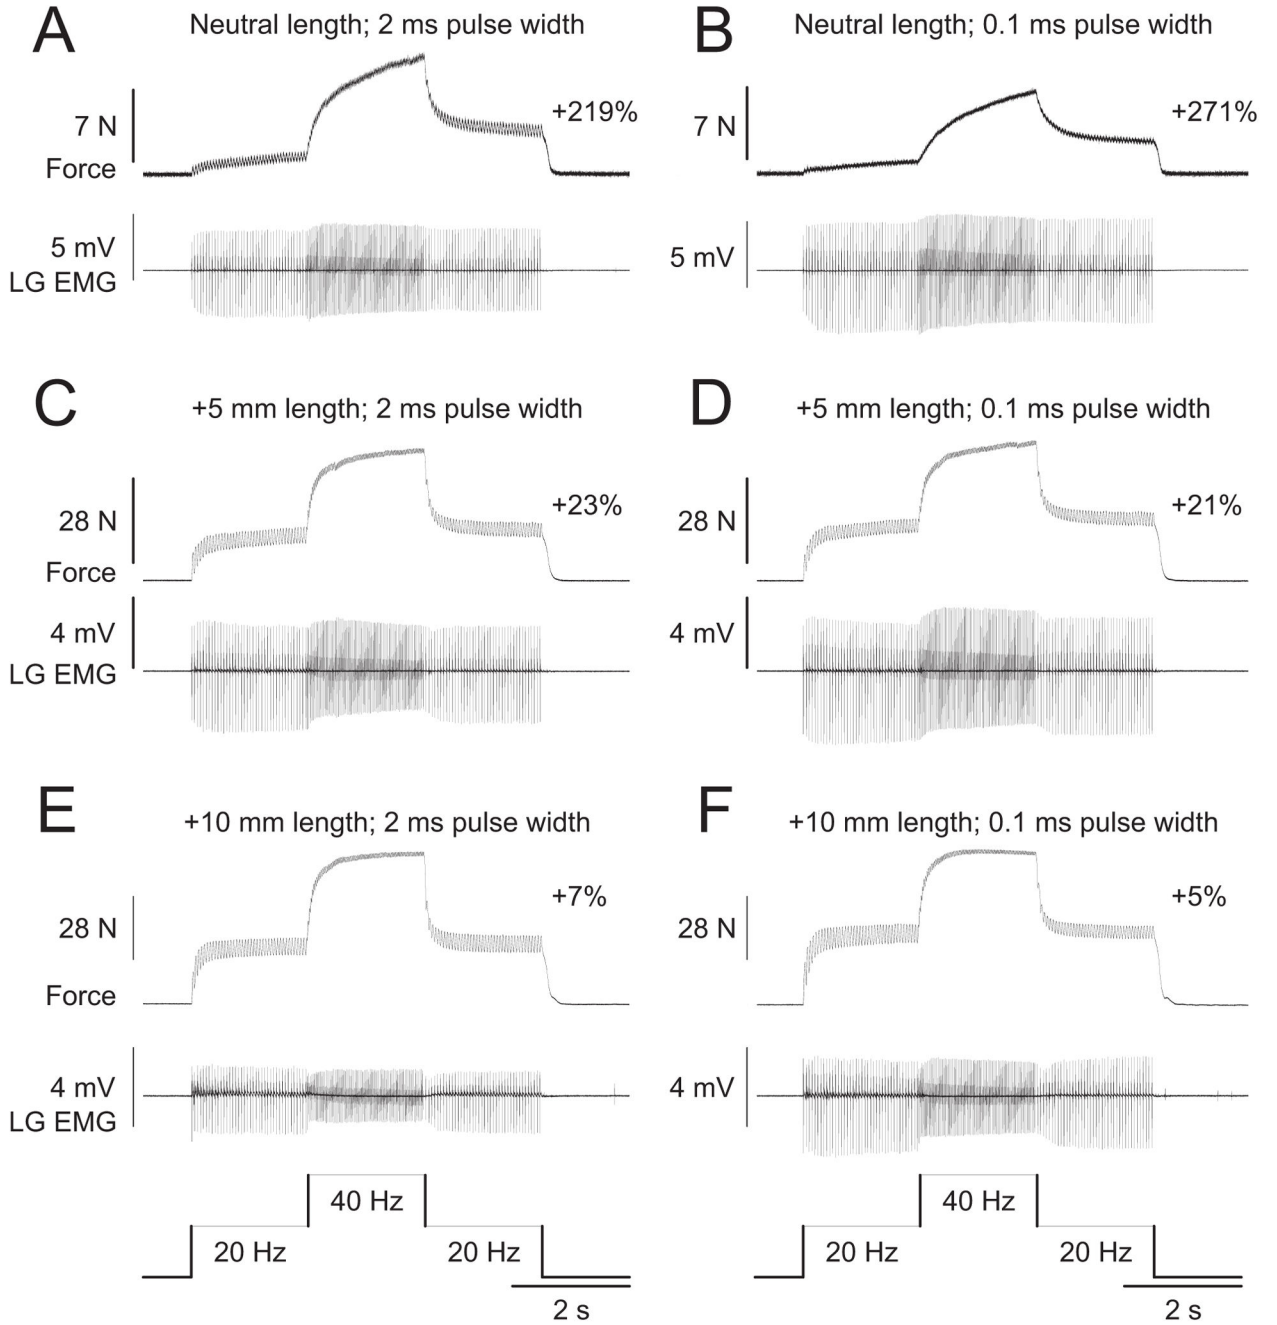 A
Neutral length; 2 ms pulse width
7 N
Force
+219%
5 mV
LG EMG
B
Neutral length; 0.1 ms pulse width
7 N
+271%
5 mV
C
+5 mm length; 2 ms pulse width
28 N
Force
+23%
4 mV
LG EMG
D
+5 mm length; 0.1 ms pulse width
28 N
+21%
4 mV
E
+10 mm length; 2 ms pulse width
28 N
Force
+7%
4 mV
LG EMG
F
+10 mm length; 0.1 ms pulse width
28 N
+5%
4 mV
40 Hz
20 Hz
20 Hz
2 s
40 Hz
20 Hz
20 Hz
2 s